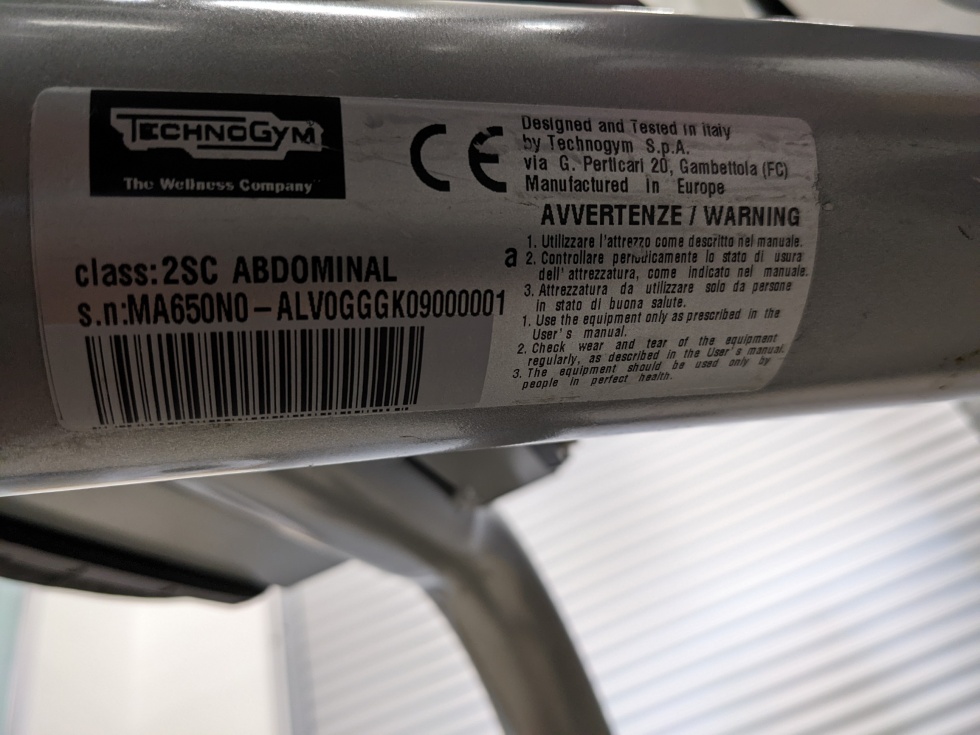 TECHNOGYM
The Wellness Company
CE
Designed and Tested in Italy
by Technogym S.p.A.
via G. Perticari 20, Gambettola (FC)
Manufactured in Europe
class:2SC ABDOMINAL
s.n:MA650N0-ALV0GGGK09000001
a
AVVERTENZE / WARNING
1. Utilizzare l'attrezzo come descritto nel manuale.
2. Controllare periodicamente lo stato di usura
dell'attrezzatura, come indicato nel manuale.
3. Attrezzatura da utilizzare solo da persone
in stato di buona salute.
1. Use the equipment only as prescribed in the
User's manual.
2. Check wear and tear of the equipment
regularly, as described in the User's manual.
3. The equipment should be used only by
people in perfect health.